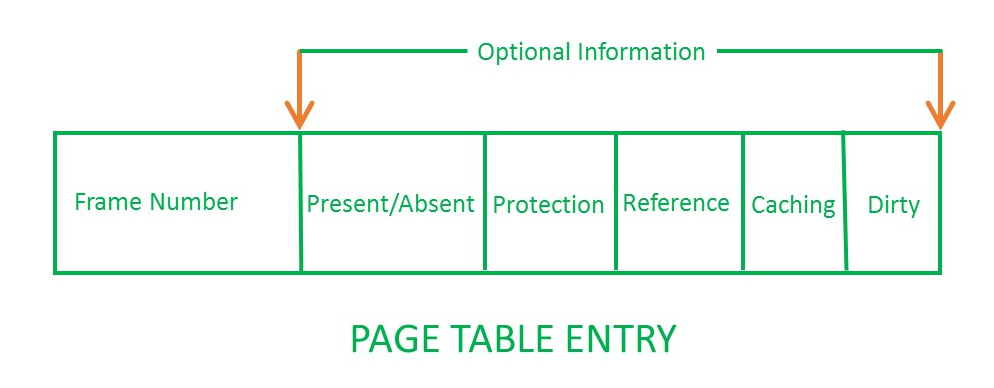 Optional Information
Frame Number
Present/Absent
Protection
Reference
Caching
Dirty
PAGE TABLE ENTRY